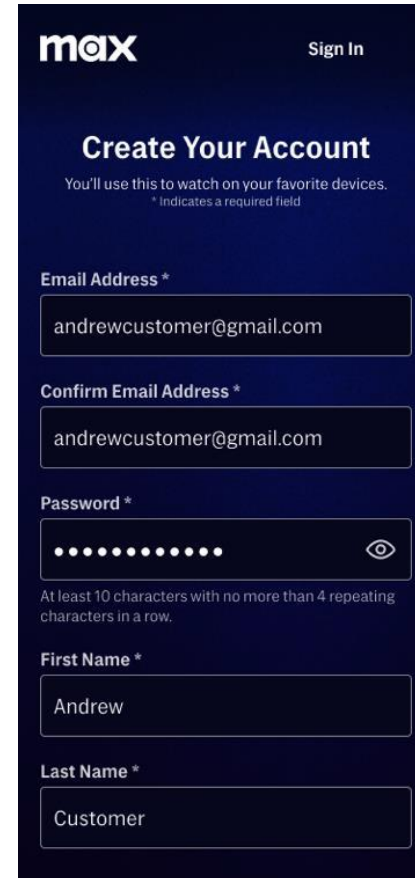 max
Sign In
Create Your Account
You'll use this to watch on your favorite devices.
* Indicates a required field
Email Address *
andrewcustomer@gmail.com
Confirm Email Address *
andrewcustomer@gmail.com
Password *
●●●●●●●●●●●●
At least 10 characters with no more than 4 repeating
characters in a row.
First Name *
Andrew
Last Name *
Customer